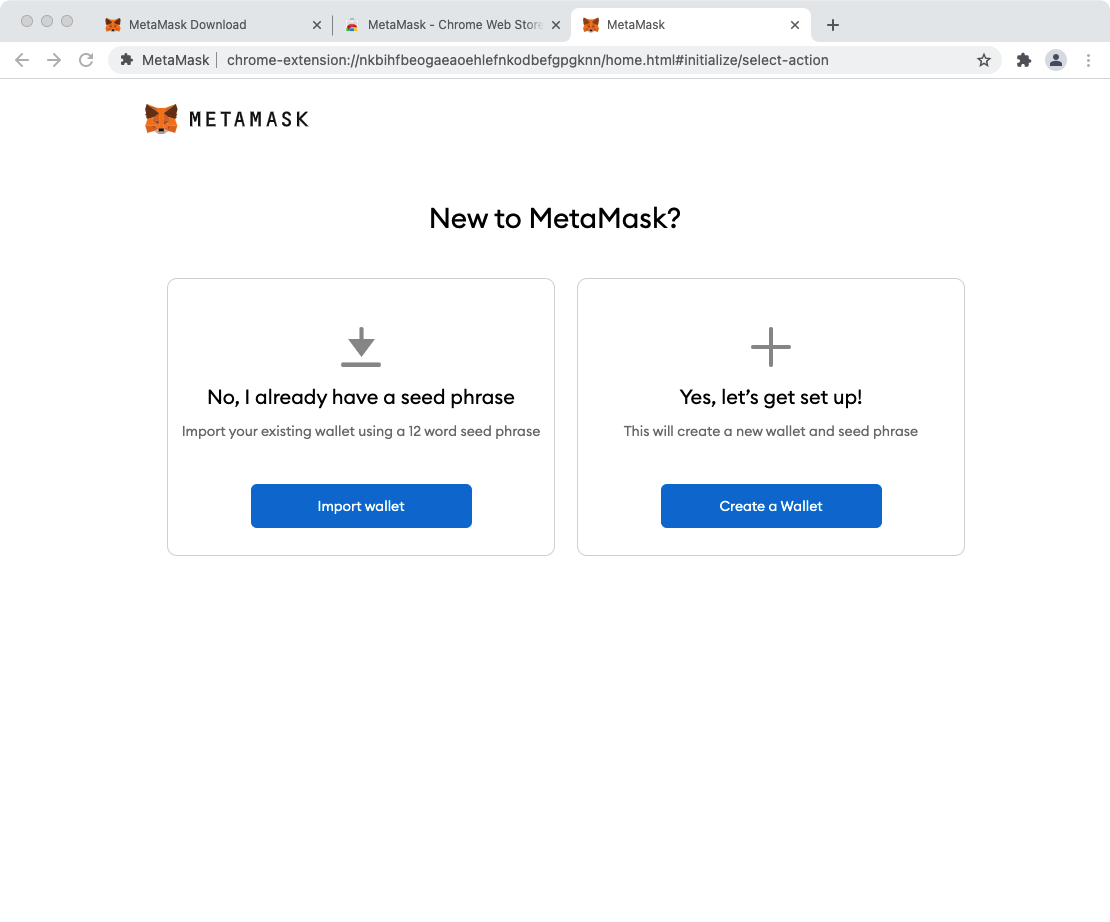 MetaMask Download
MetaMask - Chrome Web Store
MetaMask
MetaMask
chrome-extension://nkbihfbeogaeaoehlefnkodbefgpgknn/home.html#initialize/select-action
METAMASK
New to MetaMask?
No, I already have a seed phrase
Import your existing wallet using a 12 word seed phrase
Import wallet
Yes, let’s get set up!
This will create a new wallet and seed phrase
Create a Wallet